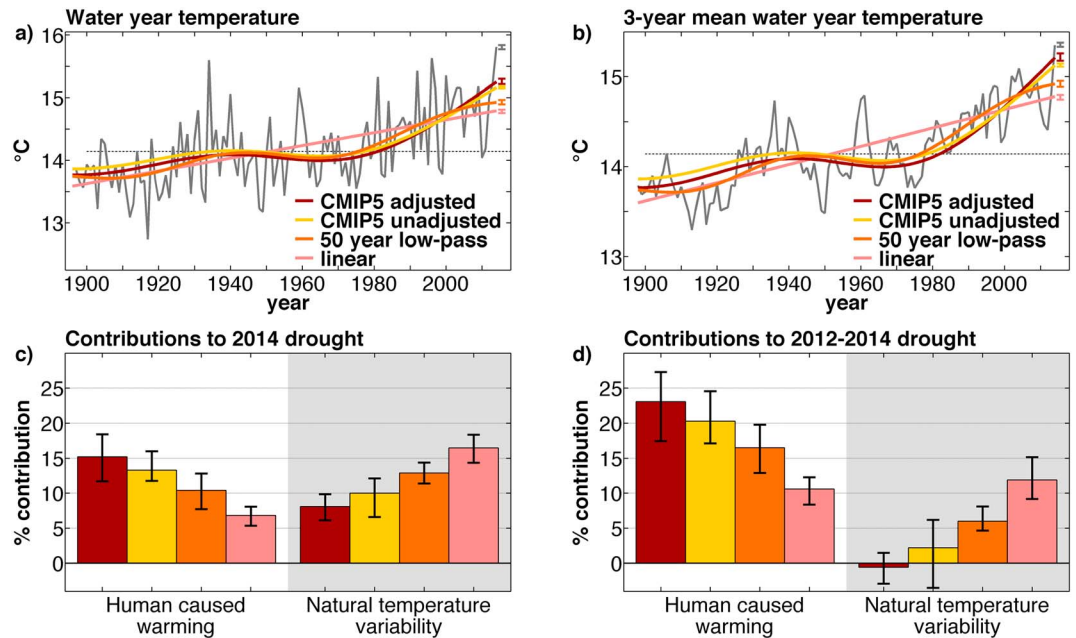 a)
Water year temperature
°C
16
15
14
13
CMIP5 adjusted
CMIP5 unadjusted
50 year low-pass
linear
1900 1920 1940 1960 1980 2000
year
b)
3-year mean water year temperature
°C
15
14
13
CMIP5 adjusted
CMIP5 unadjusted
50 year low-pass
linear
1900 1920 1940 1960 1980 2000
year
c)
Contributions to 2014 drought
% contribution
25
20
15
10
5
0
Human caused
warming
Natural temperature
variability
d)
Contributions to 2012-2014 drought
% contribution
25
20
15
10
5
0
Human caused
warming
Natural temperature
variability